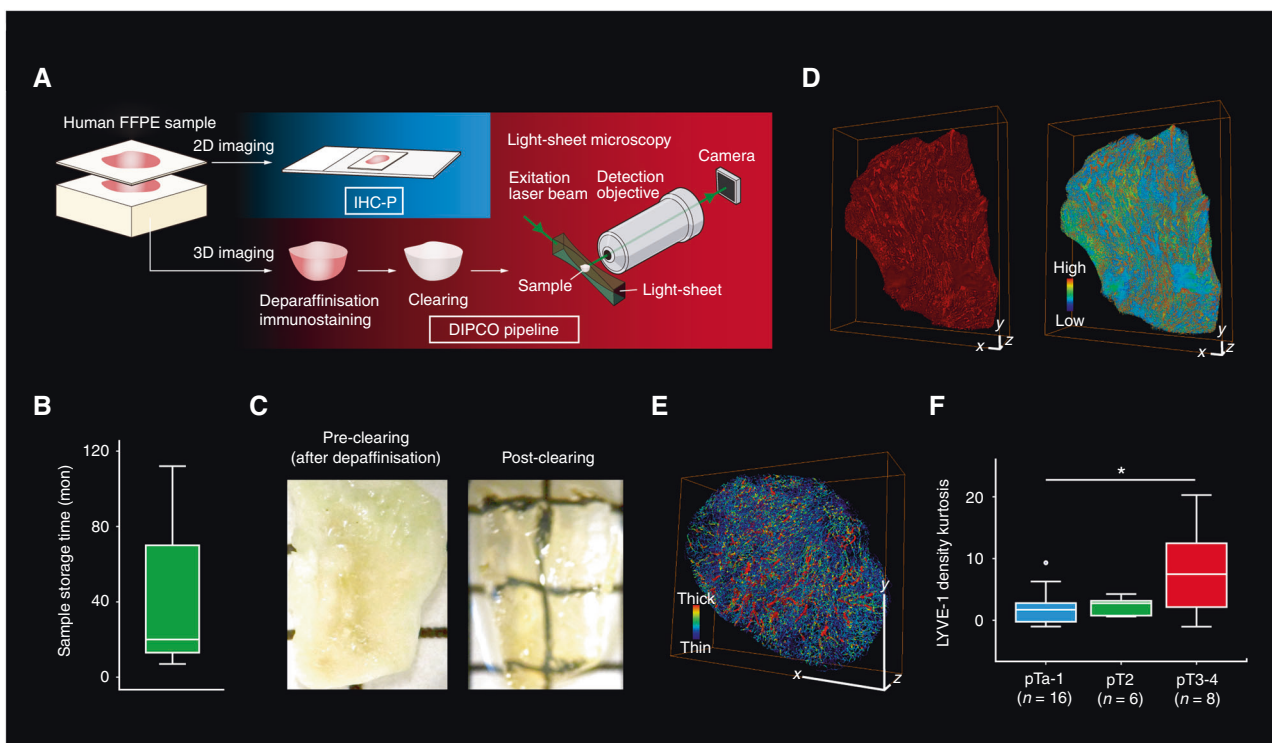 A
Human FFPE sample
2D imaging
IHC-P
3D imaging
Deparaffinisation
immunostaining
Clearing
DIPCO pipeline
Light-sheet microscopy
Exitation
laser beam
Detection
objective
Camera
Sample
Light-sheet
B
Sample storage time (mon)
120
80
40
0
C
Pre-clearing
(after depaffinisation)
Post-clearing
D
High
Low
x
y
z
x
y
z
E
Thick
Thin
x
y
z
F
LYVE-1 density kurtosis
20
10
0
*
pTa-1
(n = 16)
pT2
(n = 6)
pT3-4
(n = 8)